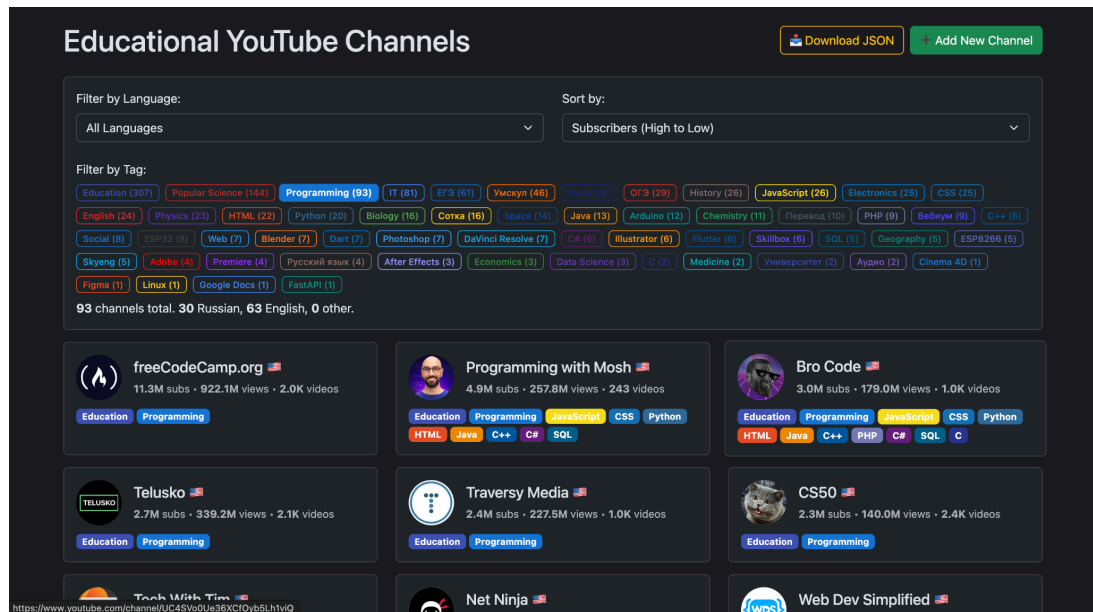 Educational YouTube Channels
📥 Download JSON
+ Add New Channel
Filter by Language:
Sort by:
All Languages
Subscribers (High to Low)
Filter by Tag:
Education (307) Popular Science (144) Programming (93) IT (81) ЕГЭ (61) Умскул (46) ОГЭ (29) History (26) JavaScript (26) Electronics (25) CSS (25)
English (24) Physics (23) HTML (22) Python (20) Biology (16) Сотка (16) Space (14) Java (13) Arduino (12) Chemistry (11) Перевод (10) PHP (9) Вебиум (9) C++ (8)
Social (8) ESP32 (8) Web (7) Blender (7) Dart (7) Photoshop (7) DaVinci Resolve (7) C# (6) Illustrator (6) Flutter (6) Skillbox (6) SQL (5) Geography (5) ESP8266 (5)
Skyeng (5) Adobe (4) Premiere (4) Русский язык (4) After Effects (3) Economics (3) Data Science (3) C (2) Medicine (2) Университет (2) Аудио (2) Cinema 4D (1)
Figma (1) Linux (1) Google Docs (1) FastAPI (1)
93 channels total. 30 Russian, 63 English, 0 other.
freeCodeCamp.org
11.3M subs • 922.1M views • 2.0K videos
Education Programming
Programming with Mosh
4.9M subs • 257.8M views • 243 videos
Education Programming JavaScript CSS Python
HTML Java C++ C# SQL
Bro Code
3.0M subs • 179.0M views • 1.0K videos
Education Programming JavaScript CSS Python
HTML Java C++ PHP C# SQL C
TELUSKO
Telusko
2.7M subs • 339.2M views • 2.1K videos
Education Programming
Traversy Media
2.4M subs • 227.5M views • 1.0K videos
Education Programming
CS50
2.3M subs • 140.0M views • 2.4K videos
Education Programming
Tech With Tim
Net Ninja
WDS
Web Dev Simplified
https://www.youtube.com/channel/UC4SVo0Ue36XCfOyb5Lh1viQ